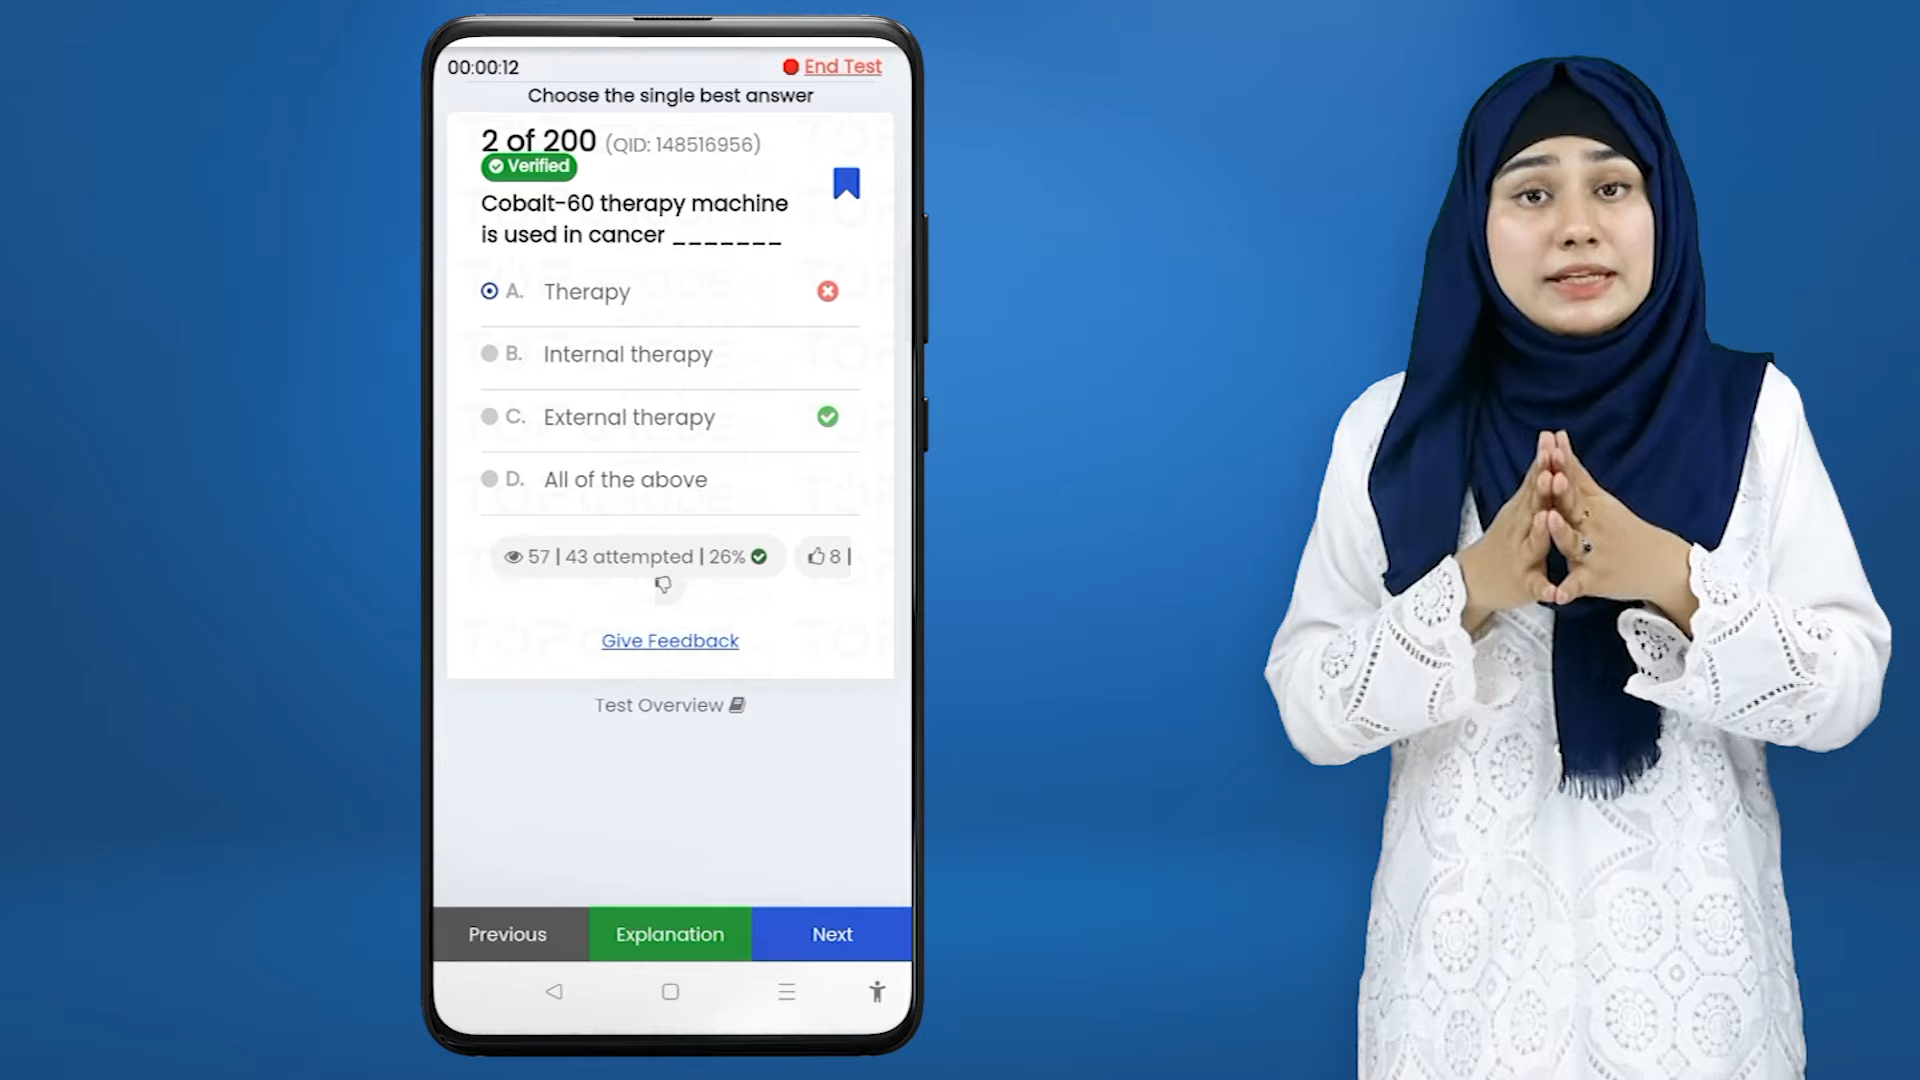 00:00:12
End Test
Choose the single best answer
2 of 200 (QID: 148516956)
Verified
Cobalt-60 therapy machine
is used in cancer _______
A. Therapy
B. Internal therapy
C. External therapy
D. All of the above
57 | 43 attempted | 26%
8 |
Give Feedback
Test Overview
Previous
Explanation
Next